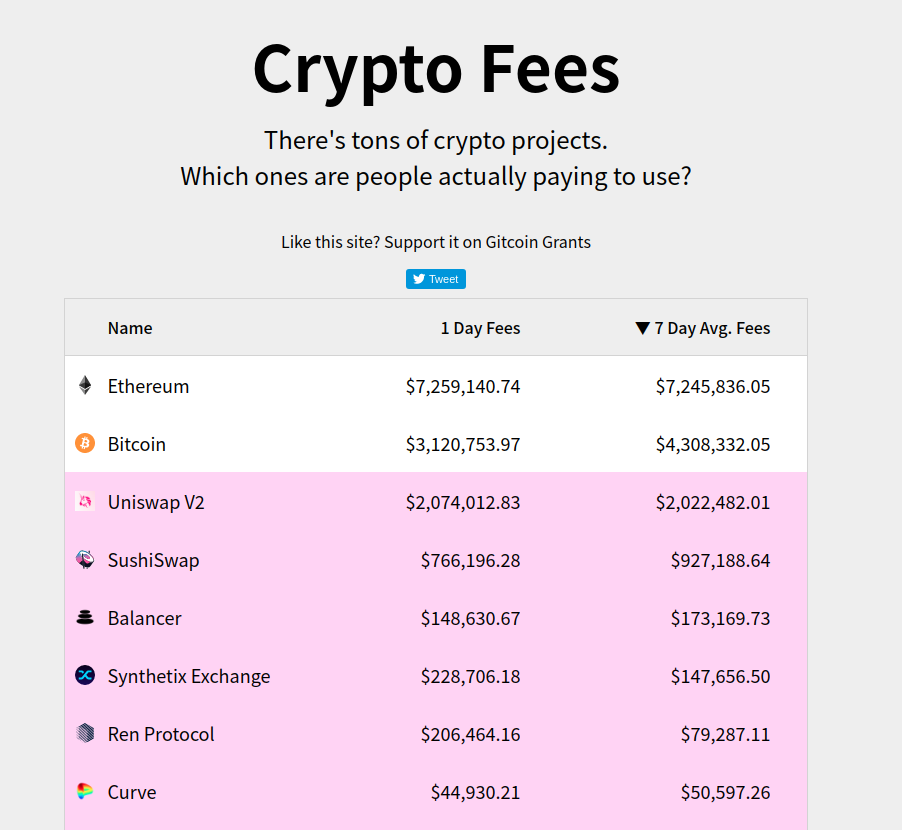 Crypto Fees
There's tons of crypto projects.
Which ones are people actually paying to use?
Like this site? Support it on Gitcoin Grants
Tweet
Name 1 Day Fees ▼ 7 Day Avg. Fees
Ethereum $7,259,140.74 $7,245,836.05
Bitcoin $3,120,753.97 $4,308,332.05
Uniswap V2 $2,074,012.83 $2,022,482.01
SushiSwap $766,196.28 $927,188.64
Balancer $148,630.67 $173,169.73
Synthetix Exchange $228,706.18 $147,656.50
Ren Protocol $206,464.16 $79,287.11
Curve $44,930.21 $50,597.26